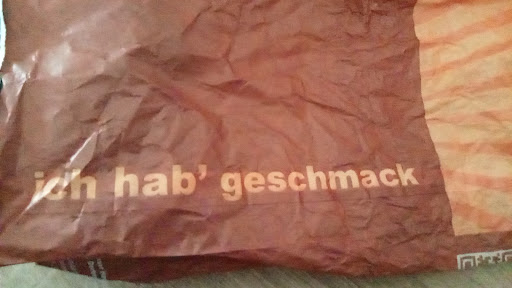 ich hab’ geschmack